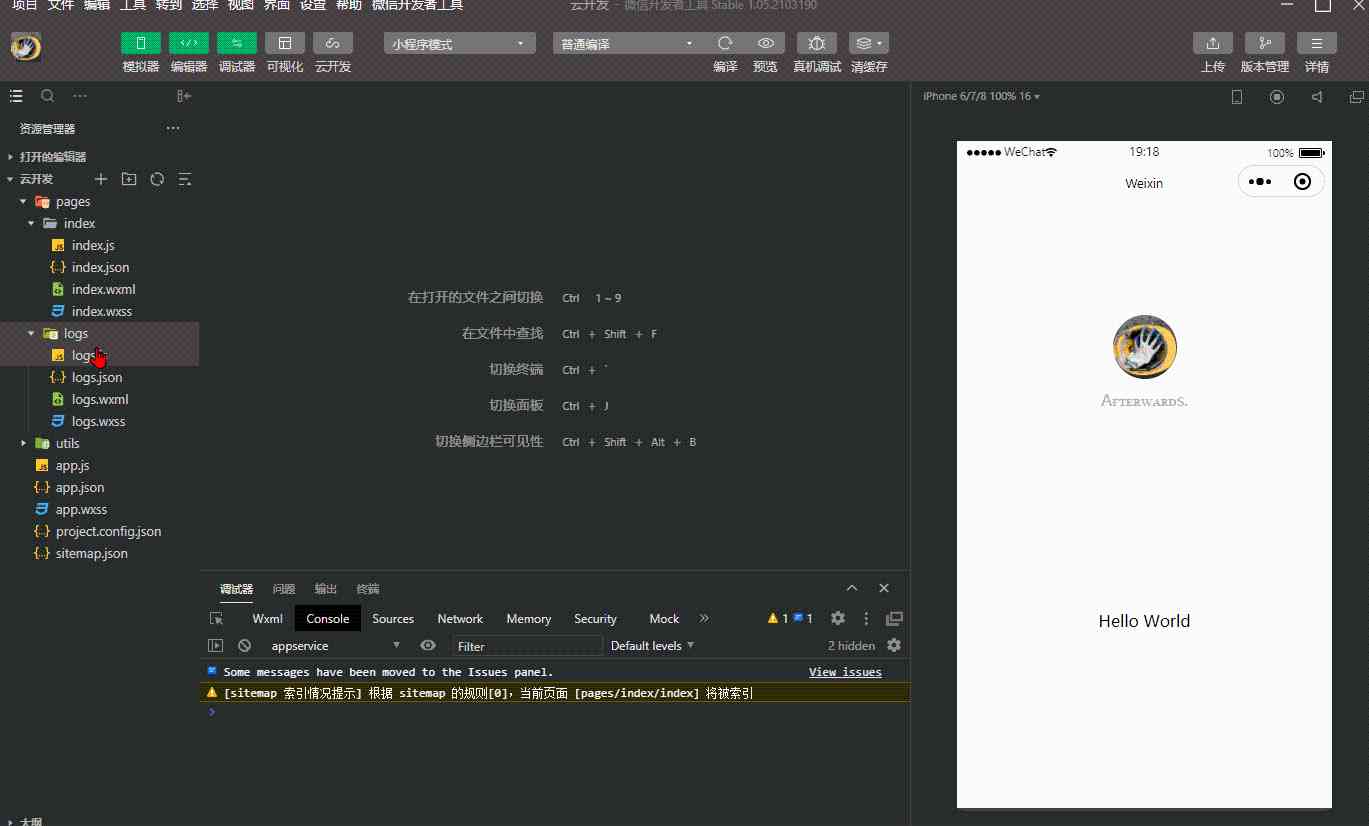 项目 文件 编辑 工具 转到 选择 视图 界面 设置 帮助 微信开发者工具 云开发 - 微信开发者工具 Stable 1.05.2103190
模拟器 编辑器 调试器 可视化 云开发 小程序模式 普通编译 编译 预览 真机调试 清缓存 上传 版本管理 详情
iPhone 6/7/8 100% 16
资源管理器
打开的编辑器
云开发
pages
index
index.js
index.json
index.wxml
index.wxss
logs
logs
logs.json
logs.wxml
logs.wxss
utils
app.js
app.json
app.wxss
project.config.json
sitemap.json
大纲
在打开的文件之间切换 Ctrl 1 ~ 9
在文件中查找 Ctrl + Shift + F
切换终端 Ctrl + `
切换面板 Ctrl + J
切换侧边栏可见性 Ctrl + Shift + Alt + B
调试器 问题 输出 终端
Wxml Console Sources Network Memory Security Mock » 1 1
appservice Filter Default levels 2 hidden
Some messages have been moved to the Issues panel. View issues
[sitemap 索引情况提示] 根据 sitemap 的规则[0]，当前页面 [pages/index/index] 将被索引
>
WeChat 19:18 100%
Weixin
Afterwards.
Hello World